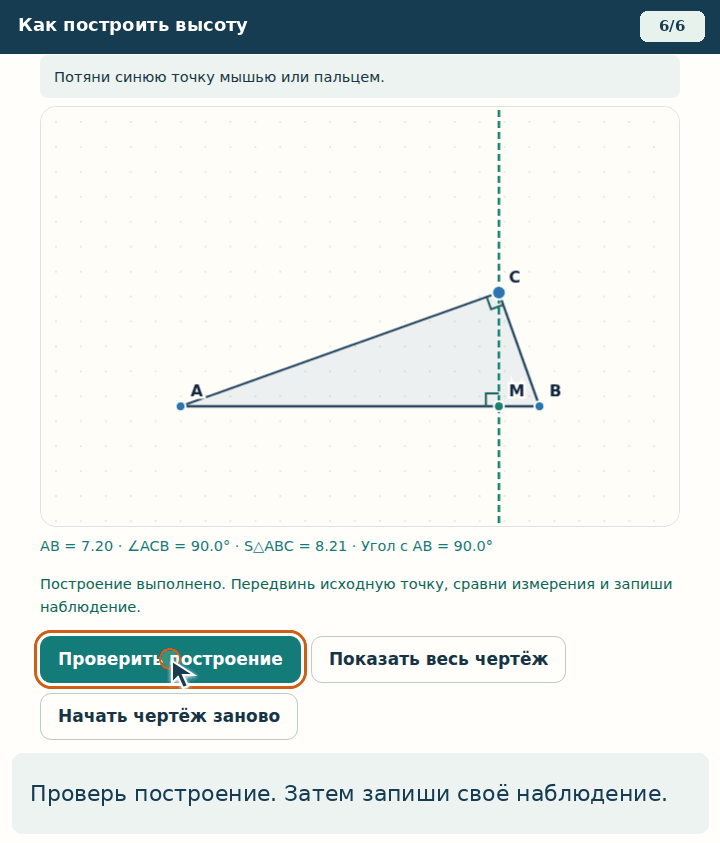 Как построить высоту
6/6
Потяни синюю точку мышью или пальцем.
C
A
M
B
AB = 7.20 · ∠ACB = 90.0° · S△ABC = 8.21 · Угол с AB = 90.0°
Построение выполнено. Передвинь исходную точку, сравни измерения и запиши
наблюдение.
Проверить построение
Показать весь чертёж
Начать чертёж заново
Проверь построение. Затем запиши своё наблюдение.